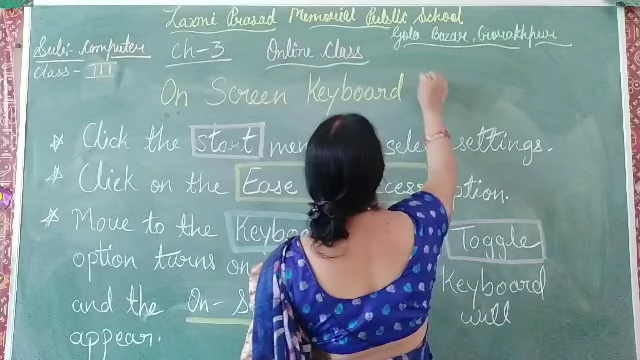 Laxmi Prasad Memorial Public School
Gola Bazar, Gorakhpur
Sub:- Computer Ch-3 Online Class
Class - III
On Screen Keyboard
☆ Click the start settings.
☆ Click on the Ease
☆ Move to the Toggle
option turns on Keyboard
and the On- will
appear.